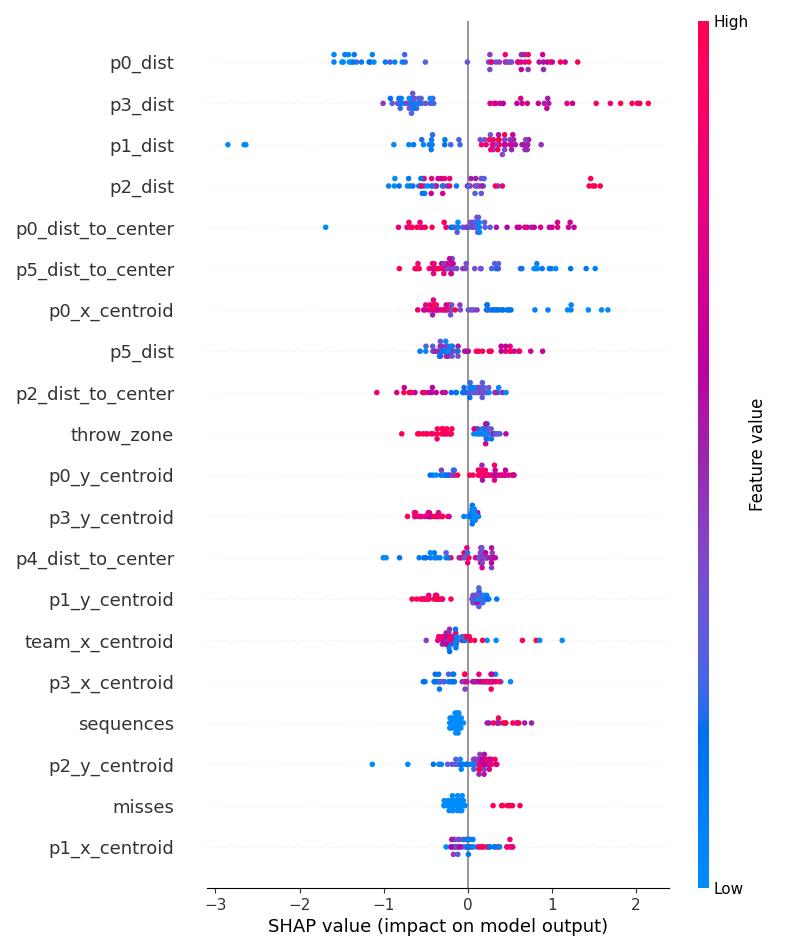 High
p0_dist
p3_dist
p1_dist
p2_dist
p0_dist_to_center
p5_dist_to_center
p0_x_centroid
p5_dist
p2_dist_to_center
throw_zone
p0_y_centroid
p3_y_centroid
p4_dist_to_center
p1_y_centroid
team_x_centroid
p3_x_centroid
sequences
p2_y_centroid
misses
p1_x_centroid
Feature value
Low
−3 −2 −1 0 1 2
SHAP value (impact on model output)